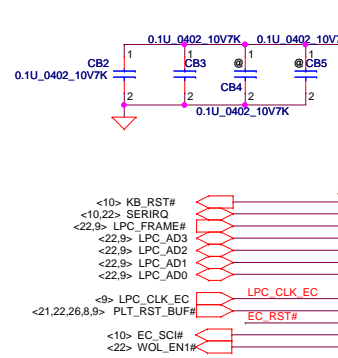 0.1U_0402_10V7K 0.1U_0402_10V7
1 1 1 1
CB2 CB3 @ @CB5
0.1U_0402_10V7K
CB4
2 2 2 2
0.1U_0402_10V7K
<10> KB_RST#
<10,22> SERIRQ
<22,9> LPC_FRAME#
<22,9> LPC_AD3
<22,9> LPC_AD2
<22,9> LPC_AD1
<22,9> LPC_AD0
<9> LPC_CLK_EC LPC_CLK_EC
<21,22,26,8,9> PLT_RST_BUF#
EC_RST#
<10> EC_SCI#
<22> WOL_EN1#